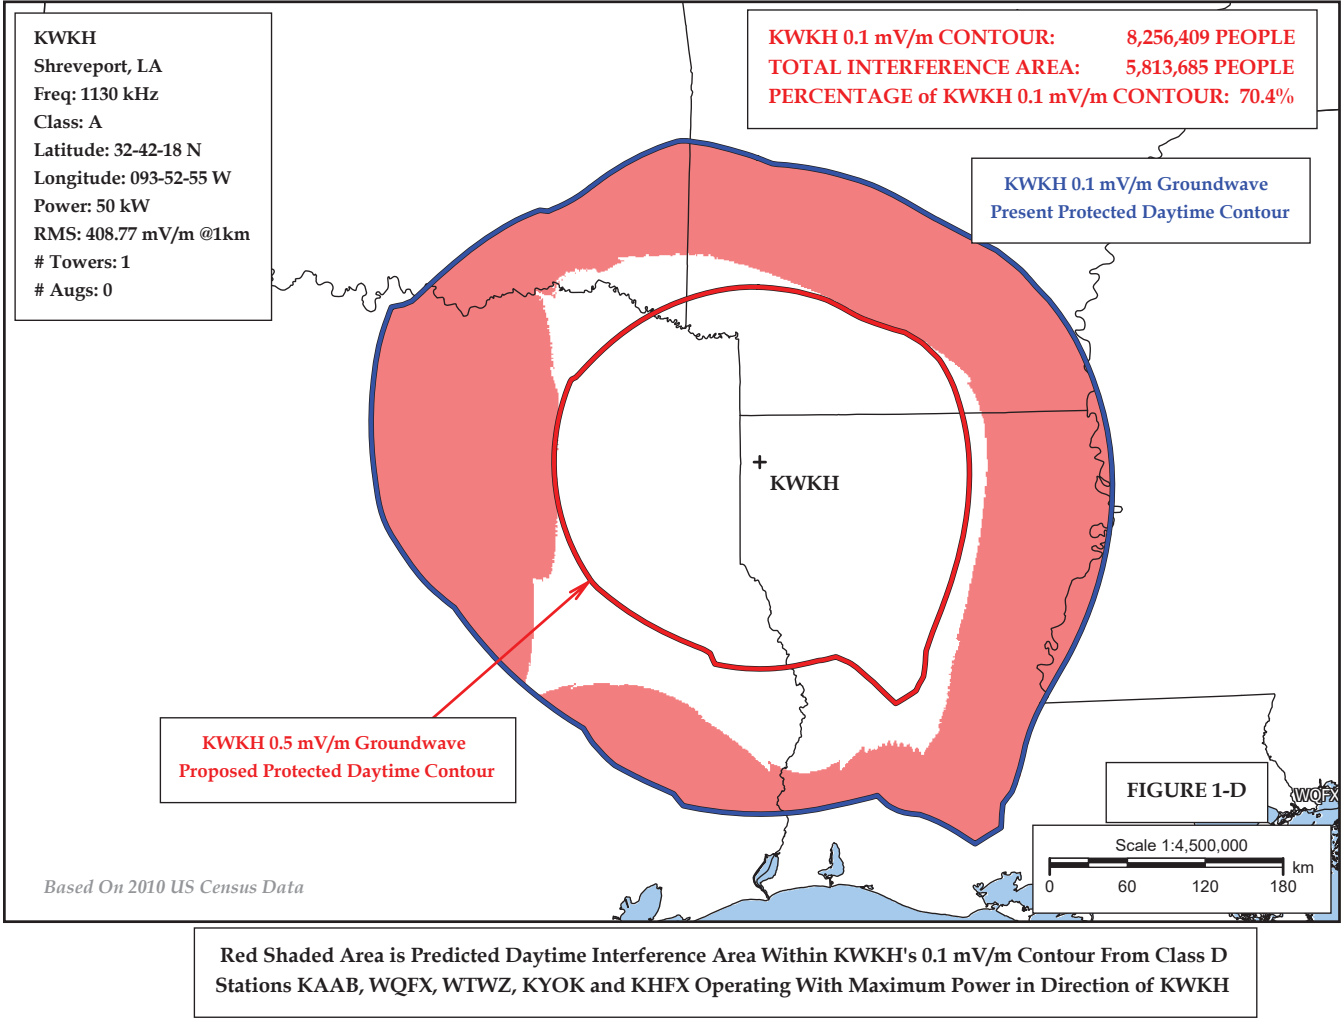 KWKH
Shreveport, LA
Freq: 1130 kHz
Class: A
Latitude: 32-42-18 N
Longitude: 093-52-55 W
Power: 50 kW
RMS: 408.77 mV/m @1km
# Towers: 1
# Augs: 0
KWKH 0.1 mV/m CONTOUR: 8,256,409 PEOPLE
TOTAL INTERFERENCE AREA: 5,813,685 PEOPLE
PERCENTAGE of KWKH 0.1 mV/m CONTOUR: 70.4%
KWKH 0.1 mV/m Groundwave
Present Protected Daytime Contour
KWKH
KWKH 0.5 mV/m Groundwave
Proposed Protected Daytime Contour
FIGURE 1-D
WQFX
Scale 1:4,500,000
km
0 60 120 180
Based On 2010 US Census Data
Red Shaded Area is Predicted Daytime Interference Area Within KWKH's 0.1 mV/m Contour From Class D
Stations KAAB, WQFX, WTWZ, KYOK and KHFX Operating With Maximum Power in Direction of KWKH